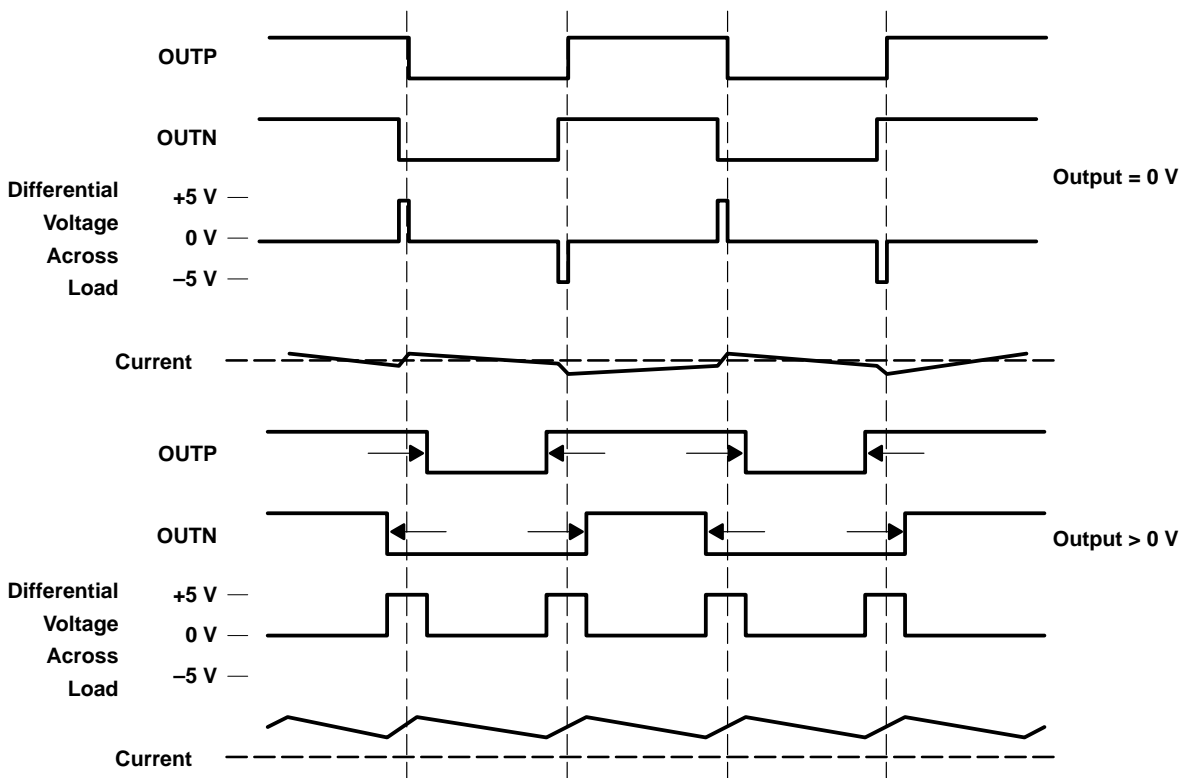 OUTP
OUTN
Output = 0 V
Differential
Voltage
Across
Load
+5 V
0 V
–5 V
Current
OUTP
OUTN
Output > 0 V
Differential
Voltage
Across
Load
+5 V
0 V
–5 V
Current